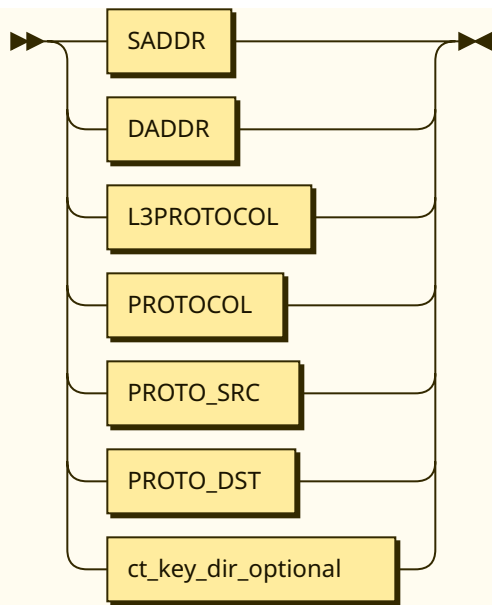 SADDR
DADDR
L3PROTOCOL
PROTOCOL
PROTO_SRC
PROTO_DST
ct_key_dir_optional